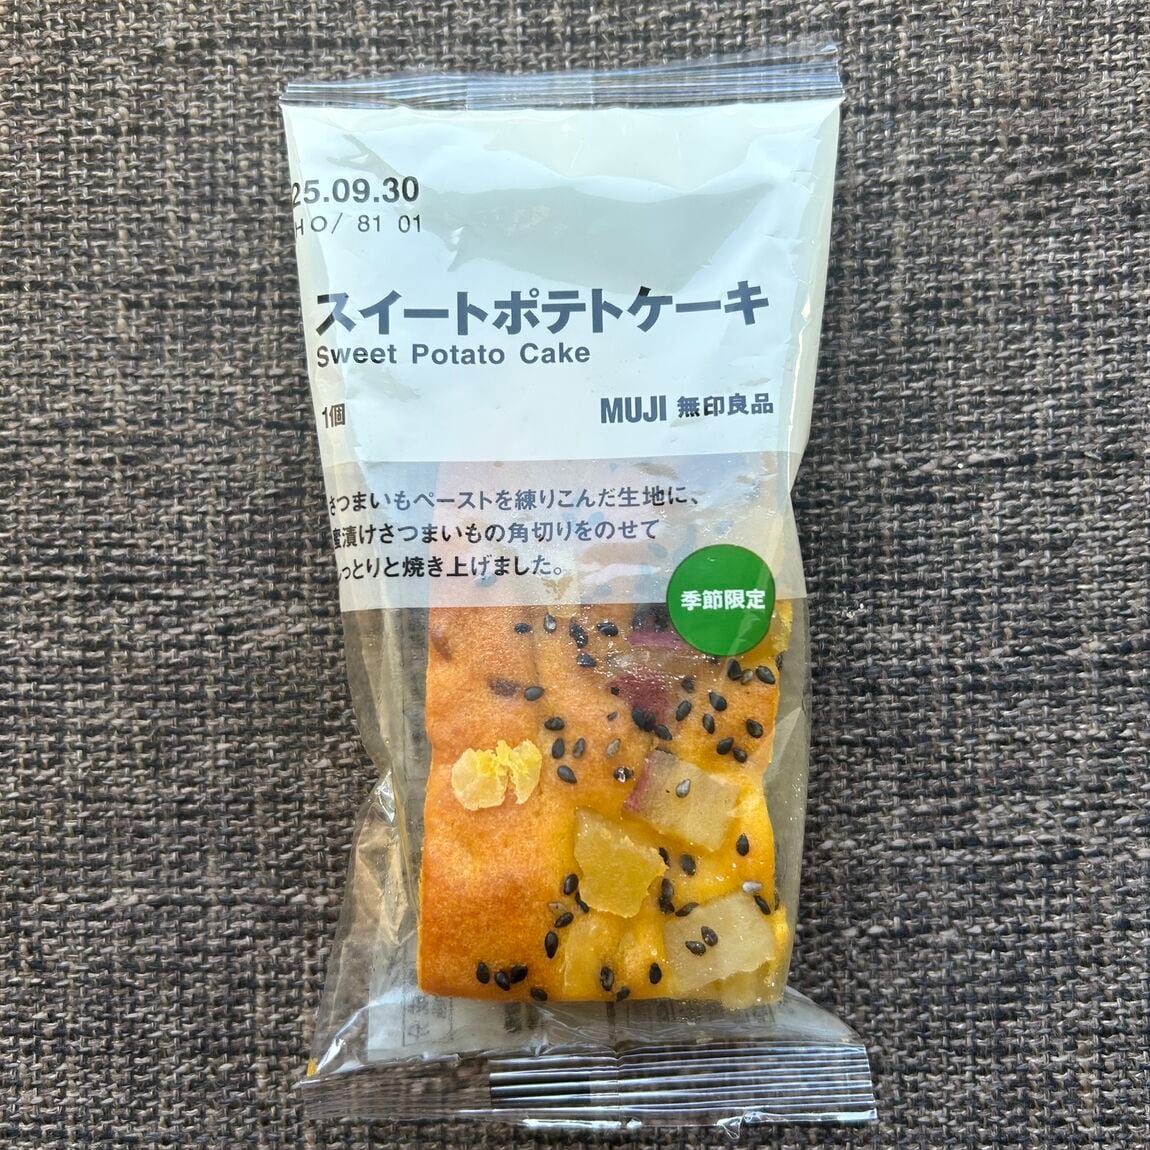 25.09.30
HO/ 81 01
スイートポテトケーキ
Sweet Potato Cake
1個
MUJI 無印良品
さつまいもペーストを練りこんだ生地に、
蜜漬けさつまいもの角切りをのせて
しっとりと焼き上げました。
季節限定